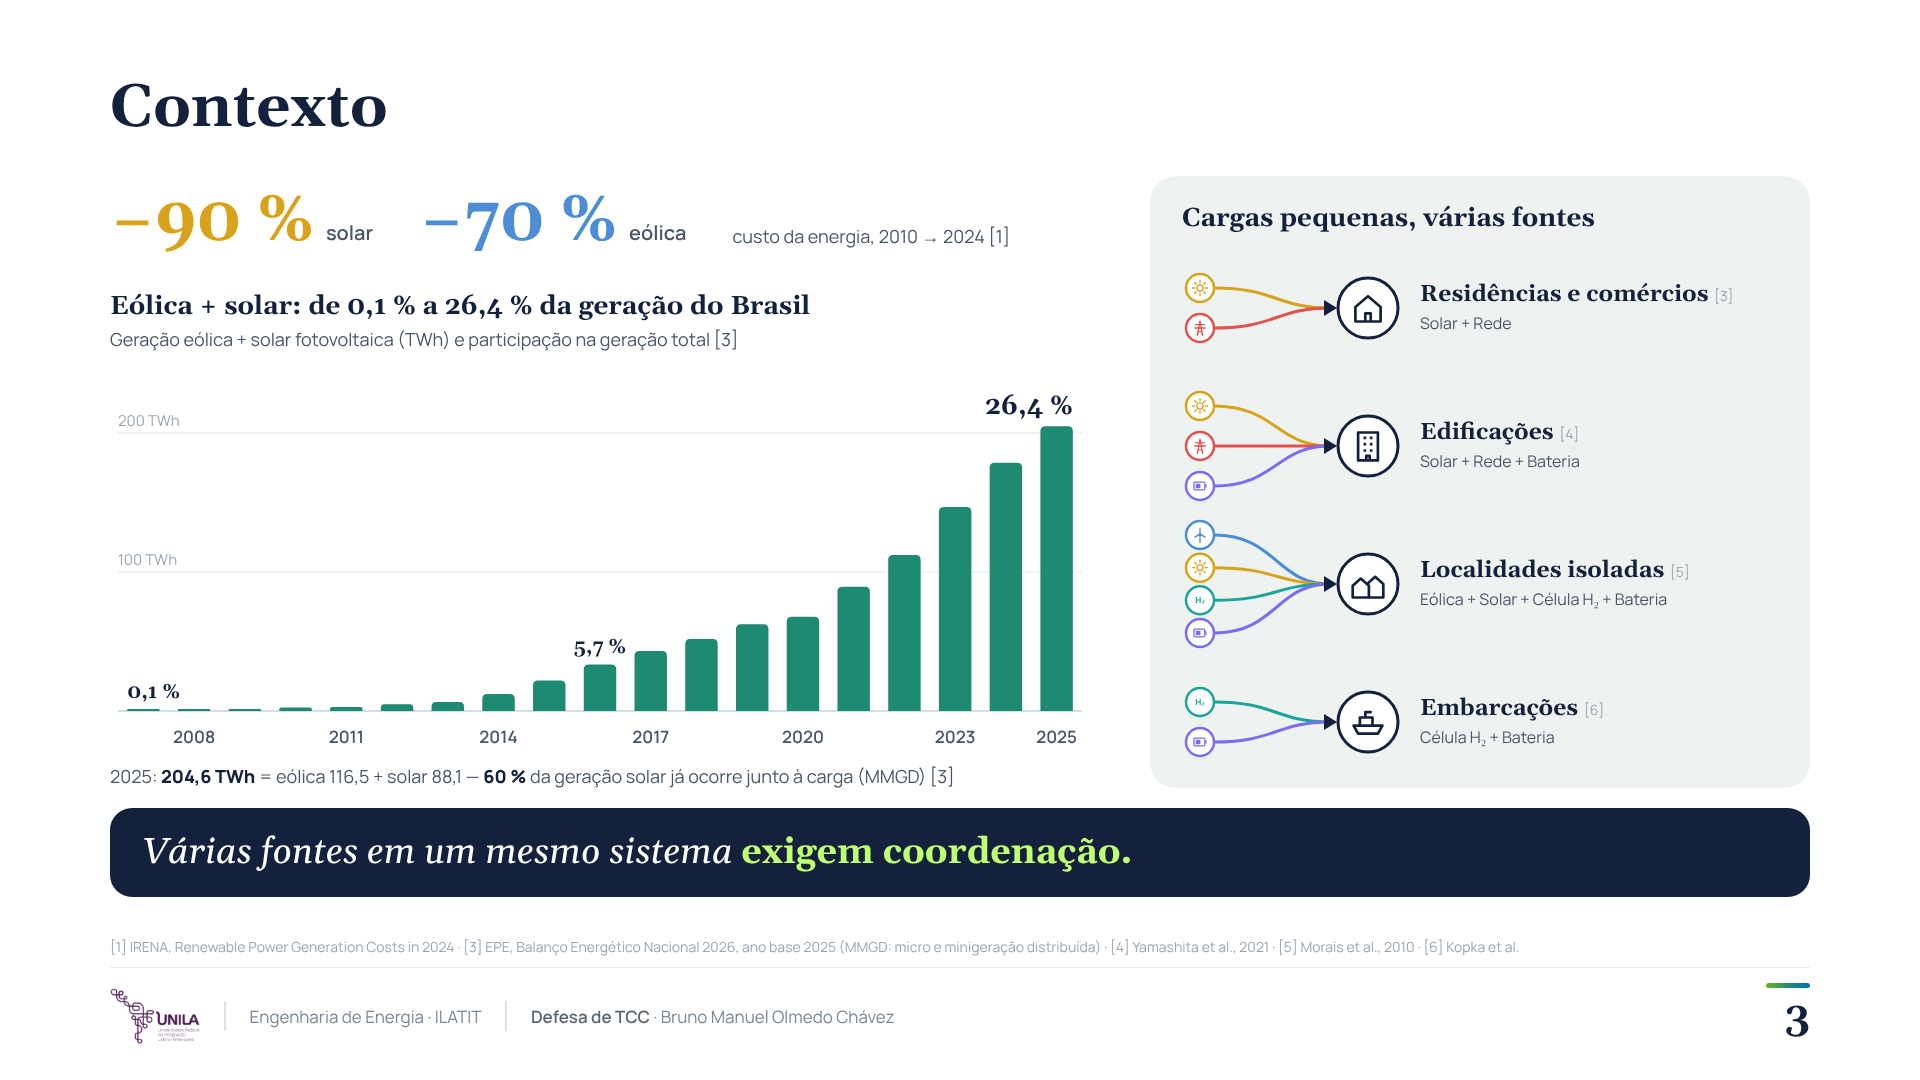 Contexto
−90 % solar −70 % eólica custo da energia, 2010 → 2024 [1]
Eólica + solar: de 0,1 % a 26,4 % da geração do Brasil
Geração eólica + solar fotovoltaica (TWh) e participação na geração total [3]
200 TWh
100 TWh
0,1 %
5,7 %
26,4 %
2008 2011 2014 2017 2020 2023 2025
2025: 204,6 TWh = eólica 116,5 + solar 88,1 — 60 % da geração solar já ocorre junto à carga (MMGD) [3]
Cargas pequenas, várias fontes
Residências e comércios [3]
Solar + Rede
Edificações [4]
Solar + Rede + Bateria
H₂
Localidades isoladas [5]
Eólica + Solar + Célula H₂ + Bateria
H₂
Embarcações [6]
Célula H₂ + Bateria
Várias fontes em um mesmo sistema exigem coordenação.
[1] IRENA, Renewable Power Generation Costs in 2024 · [3] EPE, Balanço Energético Nacional 2026, ano base 2025 (MMGD: micro e minigeração distribuída) · [4] Yamashita et al., 2021 · [5] Morais et al., 2010 · [6] Kopka et al.
UNILA
Universidade Federal
da Integração
Latino-Americana
Engenharia de Energia · ILATIT
Defesa de TCC · Bruno Manuel Olmedo Chávez
3